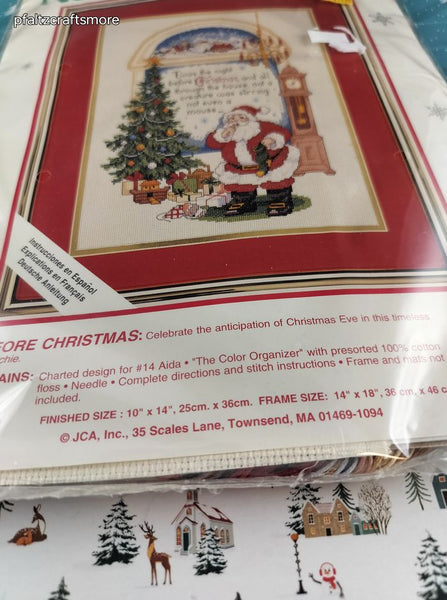 pfaltzcraftsmore
'Twas the night
before Christmas, and all
through the house, not a
creature was stirring
not even a
mouse...
Instrucciones en Español
Explications en Français
Deutsche Anleitung
FORE CHRISTMAS: Celebrate the anticipation of Christmas Eve in this timeless
chie.
AINS: Charted design for #14 Aida • "The Color Organizer" with presorted 100% cotton
floss • Needle • Complete directions and stitch instructions • Frame and mats not
included.
FINISHED SIZE : 10" x 14", 25cm. x 36cm. FRAME SIZE: 14" x 18", 36 cm. x 46 c
© JCA, Inc., 35 Scales Lane, Townsend, MA 01469-1094